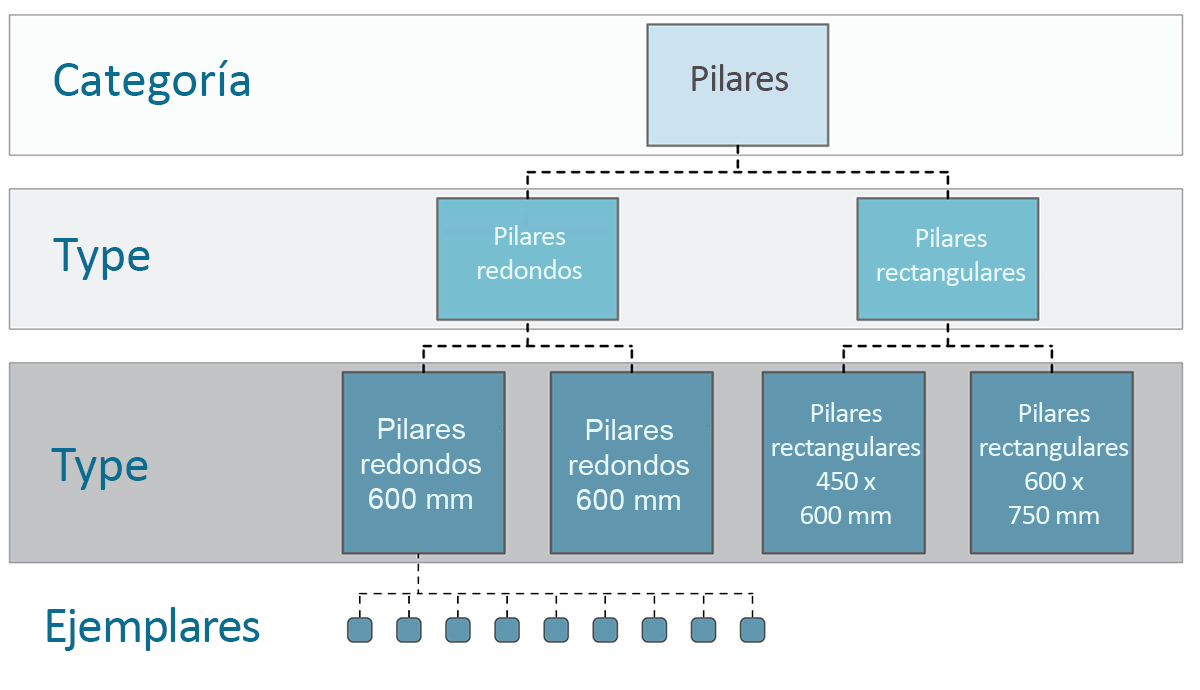 Categoría
Pilares
Type
Pilares
redondos
Pilares
rectangulares
Type
Pilares
redondos
600 mm
Pilares
redondos
600 mm
Pilares
rectangulares
450 x
600 mm
Pilares
rectangulares
600 x
750 mm
Ejemplares